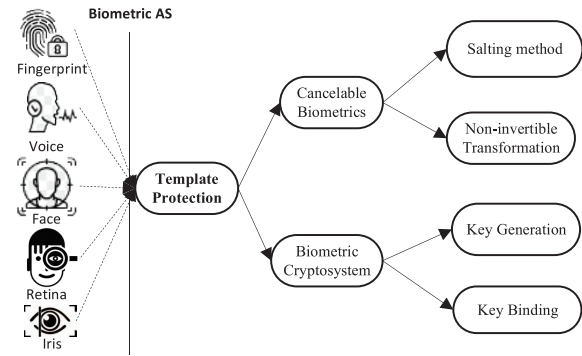 Biometric AS
Fingerprint
Voice
Face
Retina
Iris
Template
Protection
Cancelable
Biometrics
Biometric
Cryptosystem
Salting method
Non-invertible
Transformation
Key Generation
Key Binding